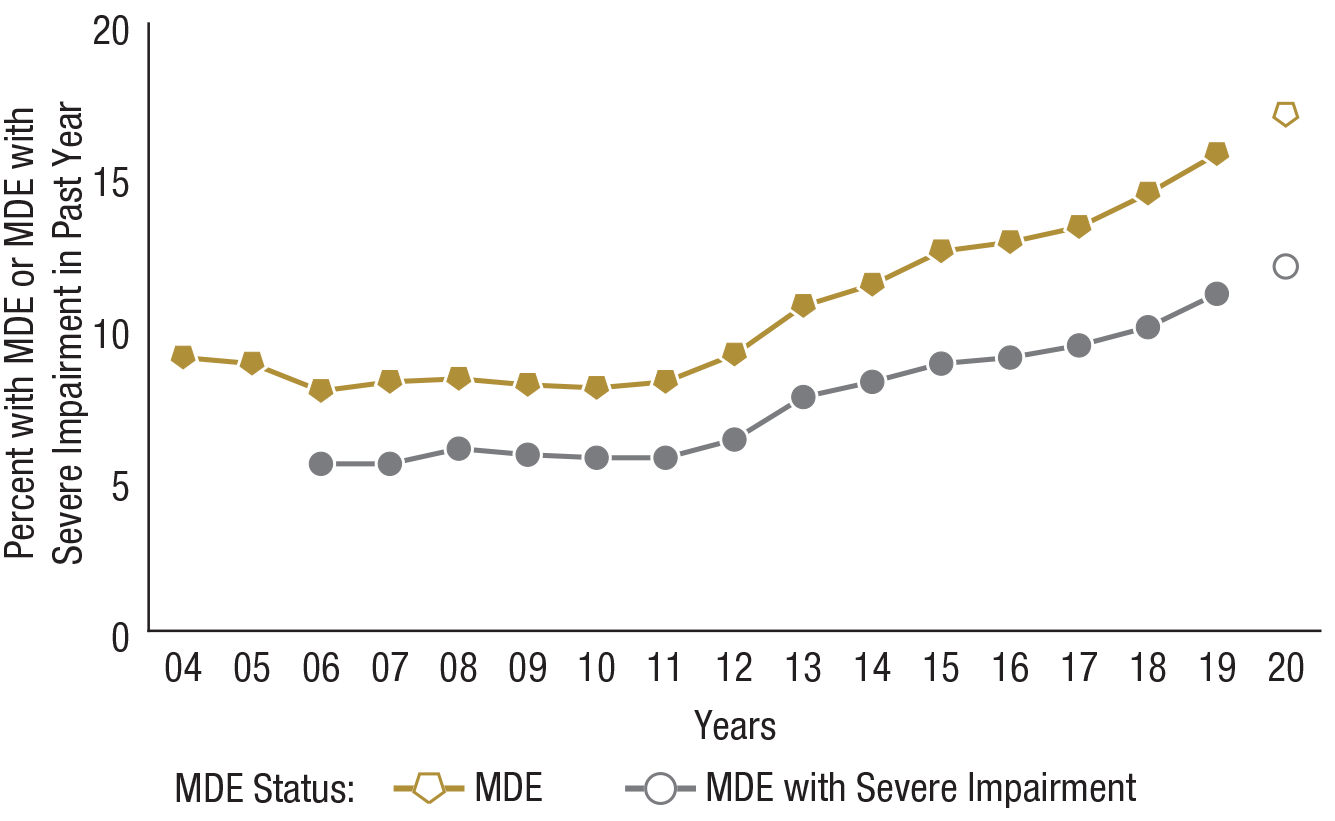 Percent with MDE or MDE with
Severe Impairment in Past Year
20
15
10
5
0
04 05 06 07 08 09 10 11 12 13 14 15 16 17 18 19 20
Years
MDE Status: MDE MDE with Severe Impairment